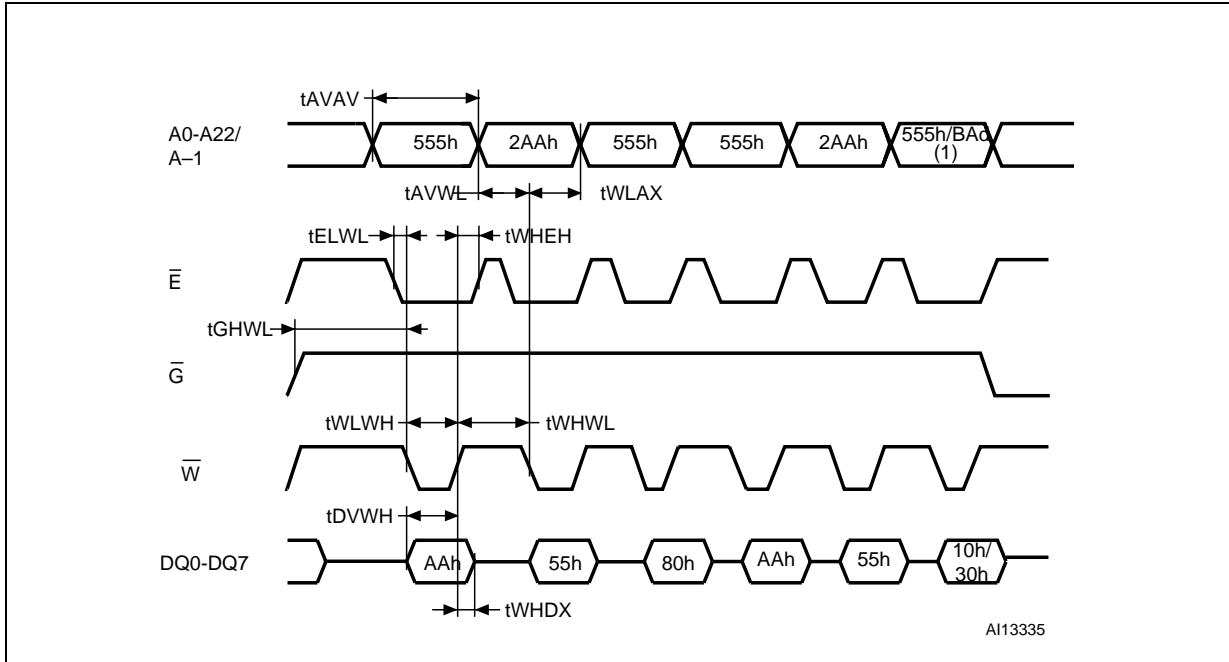 tAVAV
A0-A22/
A–1
555h
2AAh
555h
555h
2AAh
555h/BAd
(1)
tAVWL
tWLAX
tELWL
tWHEH
E
tGHWL
G
tWLWH
tWHWL
W
tDVWH
DQ0-DQ7
AAh
55h
80h
AAh
55h
10h/
30h
tWHDX
AI13335